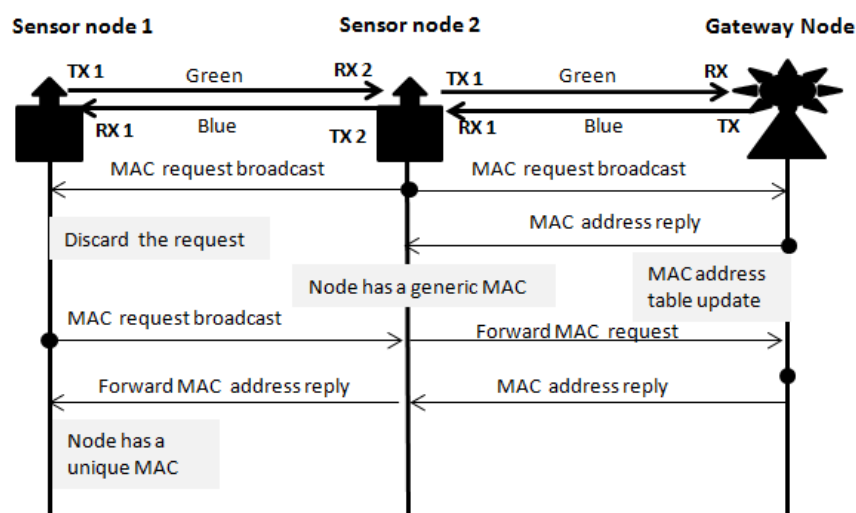 Sensor node 1
Sensor node 2
Gateway Node
TX 1
Green
RX 2
TX 1
Green
RX
RX 1
Blue
TX 2
RX 1
Blue
TX
MAC request broadcast
MAC request broadcast
MAC address reply
Discard the request
Node has a generic MAC
MAC address
table update
MAC request broadcast
Forward MAC request
Forward MAC address reply
MAC address reply
Node has a
unique MAC